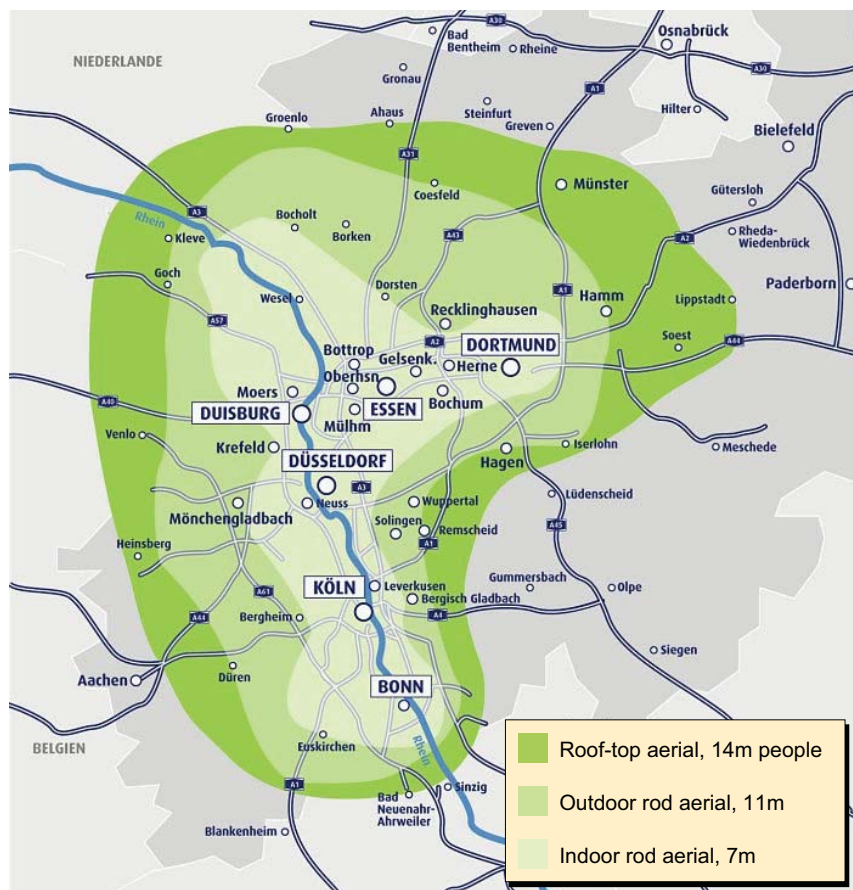 Osnabrück
Bad
Bentheim
Rheine
A30
NIEDERLANDE
Gronau
A30
A1
Steinfurt
Hilter
Groenlo
Ahaus
Greven
Bielefeld
A31
Münster
Coesfeld
Gütersloh
A3
Rhein
Bocholt
Borken
A43
Kleve
A2
Rheda-
Wiedenbrück
Goch
Dorsten
A1
Paderborn
Wesel
Hamm
Lippstadt
Recklinghausen
A57
A2
DORTMUND
Soest
A44
Bottrop
Gelsenk.
Herne
Oberhsn
Moers
ESSEN
Bochum
A40
DUISBURG
Mülhm
Venlo
Krefeld
Hagen
Iserlohn
Meschede
DÜSSELDORF
A3
Lüdenscheid
Mönchengladbach
Neuss
Wuppertal
Solingen
Remscheid
A45
A1
Heinsberg
KÖLN
Leverkusen
Gummersbach
Olpe
A61
Bergisch Gladbach
A44
Bergheim
A4
Siegen
Aachen
Düren
BONN
BELGIEN
Euskirchen
Rhein
A1
Sinzig
Bad
Neuenahr-
Ahrweiler
Blankenheim
Roof-top aerial, 14m people
Outdoor rod aerial, 11m
Indoor rod aerial, 7m